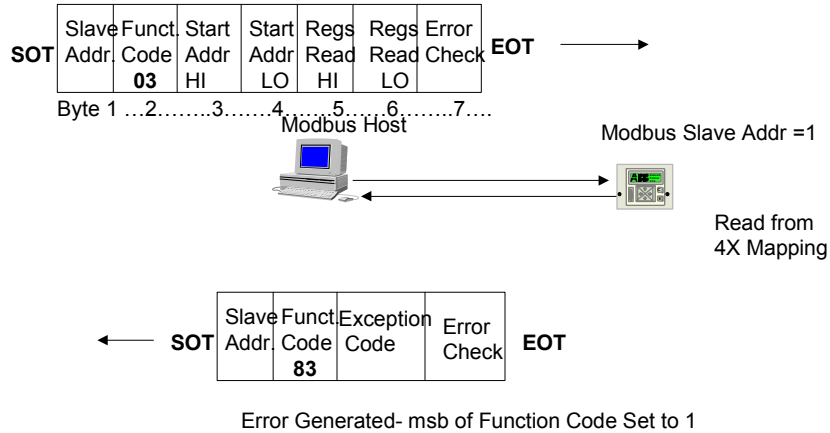 SOT
Slave Addr.
Funct. Code 03
Start Addr HI
Start Addr LO
Regs Read HI
Regs Read LO
Error Check
EOT
Byte 1 …2……..3…….4……..5……..6……..7….
Modbus Host
Modbus Slave Addr =1
ABB
Read from
4X Mapping
SOT
Slave Addr.
Funct. Code 83
Exception Code
Error Check
EOT
Error Generated- msb of Function Code Set to 1